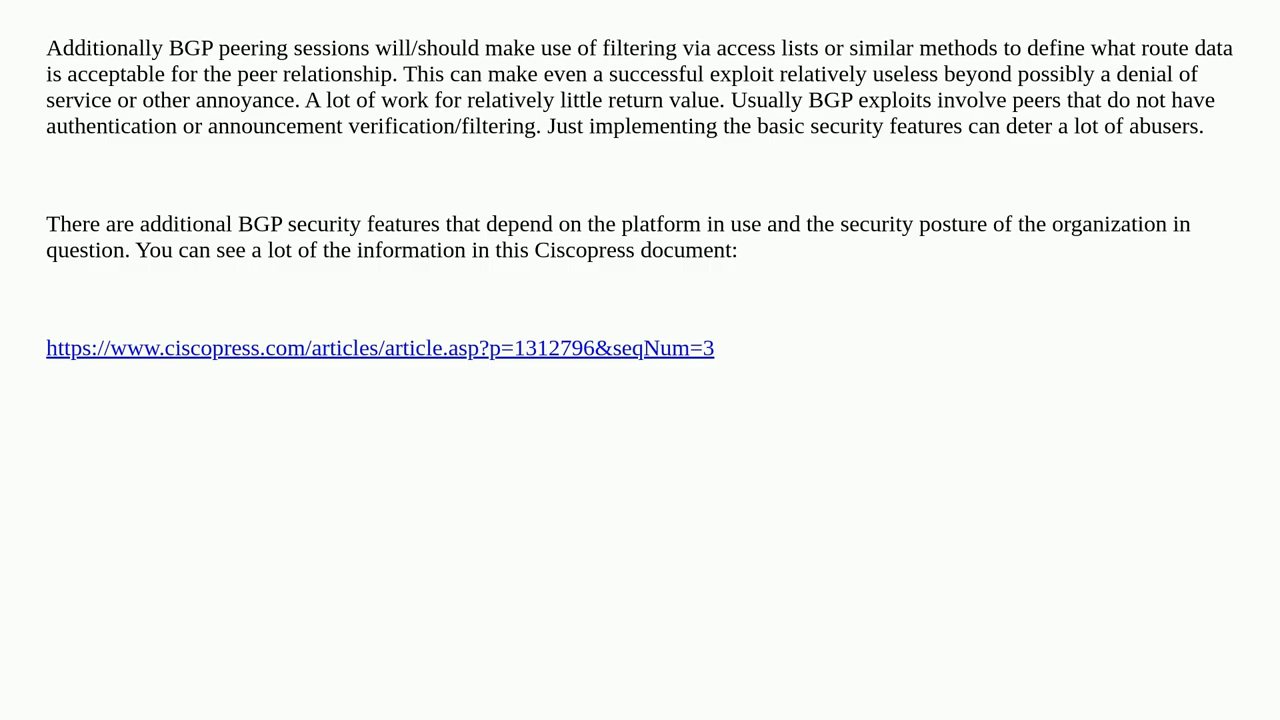 Additionally BGP peering sessions will/should make use of filtering via access lists or similar methods to define what route data
is acceptable for the peer relationship. This can make even a successful exploit relatively useless beyond possibly a denial of
service or other annoyance. A lot of work for relatively little return value. Usually BGP exploits involve peers that do not have
authentication or announcement verification/filtering. Just implementing the basic security features can deter a lot of abusers.
There are additional BGP security features that depend on the platform in use and the security posture of the organization in
question. You can see a lot of the information in this Ciscopress document:
https://www.ciscopress.com/articles/article.asp?p=1312796&seqNum=3